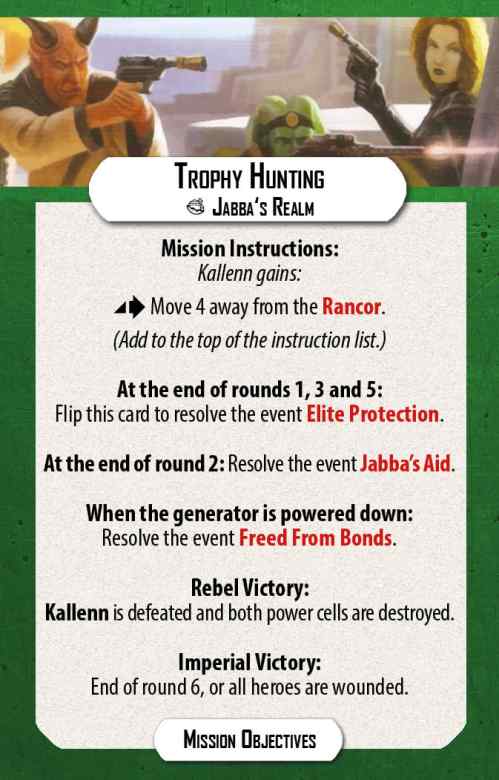 Trophy Hunting
Jabba's Realm
Mission Instructions:
Kallenn gains:
Move 4 away from the Rancor.
(Add to the top of the instruction list.)
At the end of rounds 1, 3 and 5:
Flip this card to resolve the event Elite Protection.
At the end of round 2: Resolve the event Jabba's Aid.
When the generator is powered down:
Resolve the event Freed From Bonds.
Rebel Victory:
Kallenn is defeated and both power cells are destroyed.
Imperial Victory:
End of round 6, or all heroes are wounded.
Mission Objectives